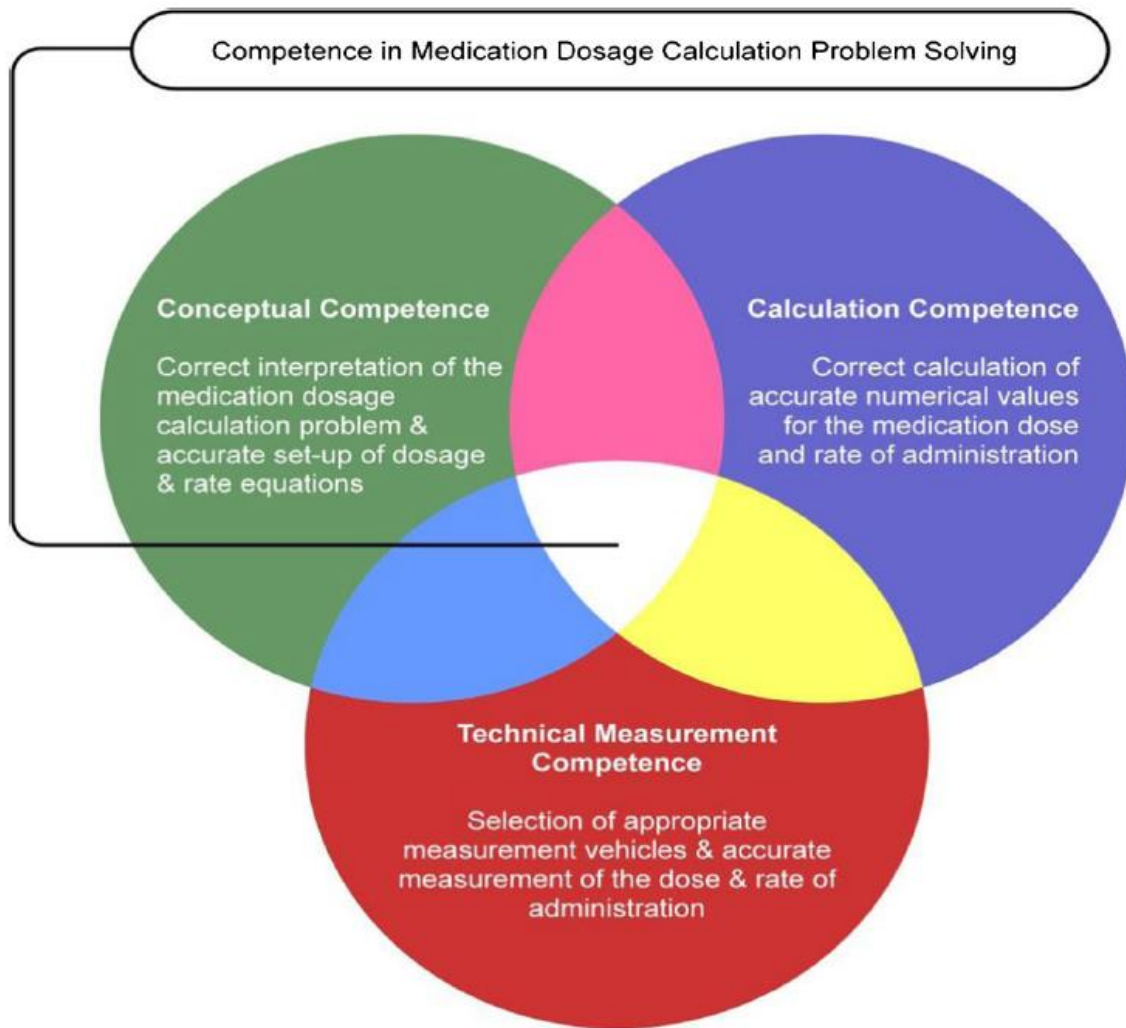 Competence in Medication Dosage Calculation Problem Solving
Conceptual Competence
Correct interpretation of the
medication dosage
calculation problem &
accurate set-up of dosage
& rate equations
Calculation Competence
Correct calculation of
accurate numerical values
for the medication dose
and rate of administration
Technical Measurement
Competence
Selection of appropriate
measurement vehicles & accurate
measurement of the dose & rate of
administration